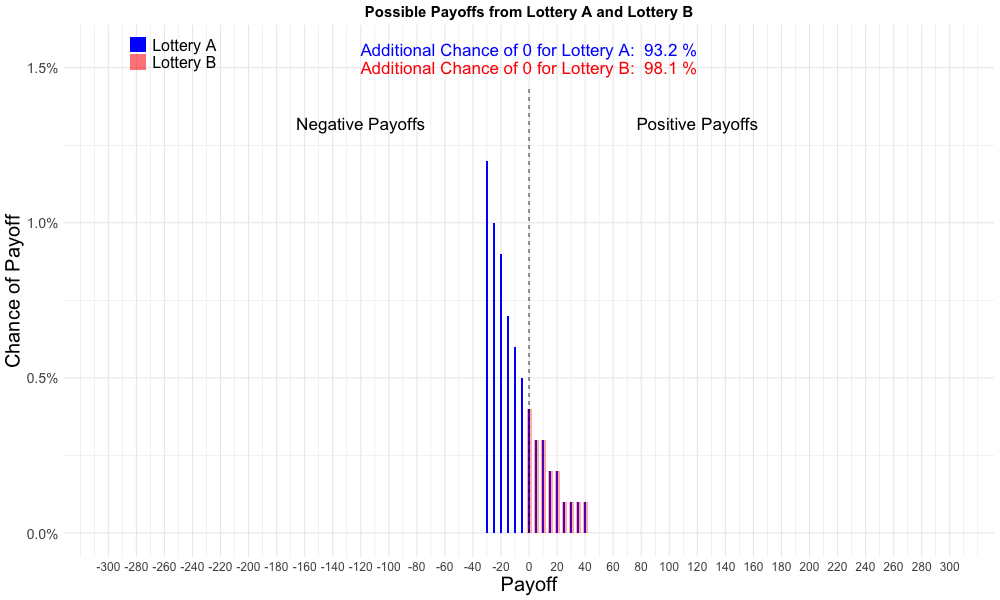 Possible Payoffs from Lottery A and Lottery B
Lottery A
Lottery B
Additional Chance of 0 for Lottery A:  93.2 %
Additional Chance of 0 for Lottery B:  98.1 %
Negative Payoffs
Positive Payoffs
Chance of Payoff
1.5%
1.0%
0.5%
0.0%
-300 -280 -260 -240 -220 -200 -180 -160 -140 -120 -100 -80 -60 -40 -20 0 20 40 60 80 100 120 140 160 180 200 220 240 260 280 300
Payoff